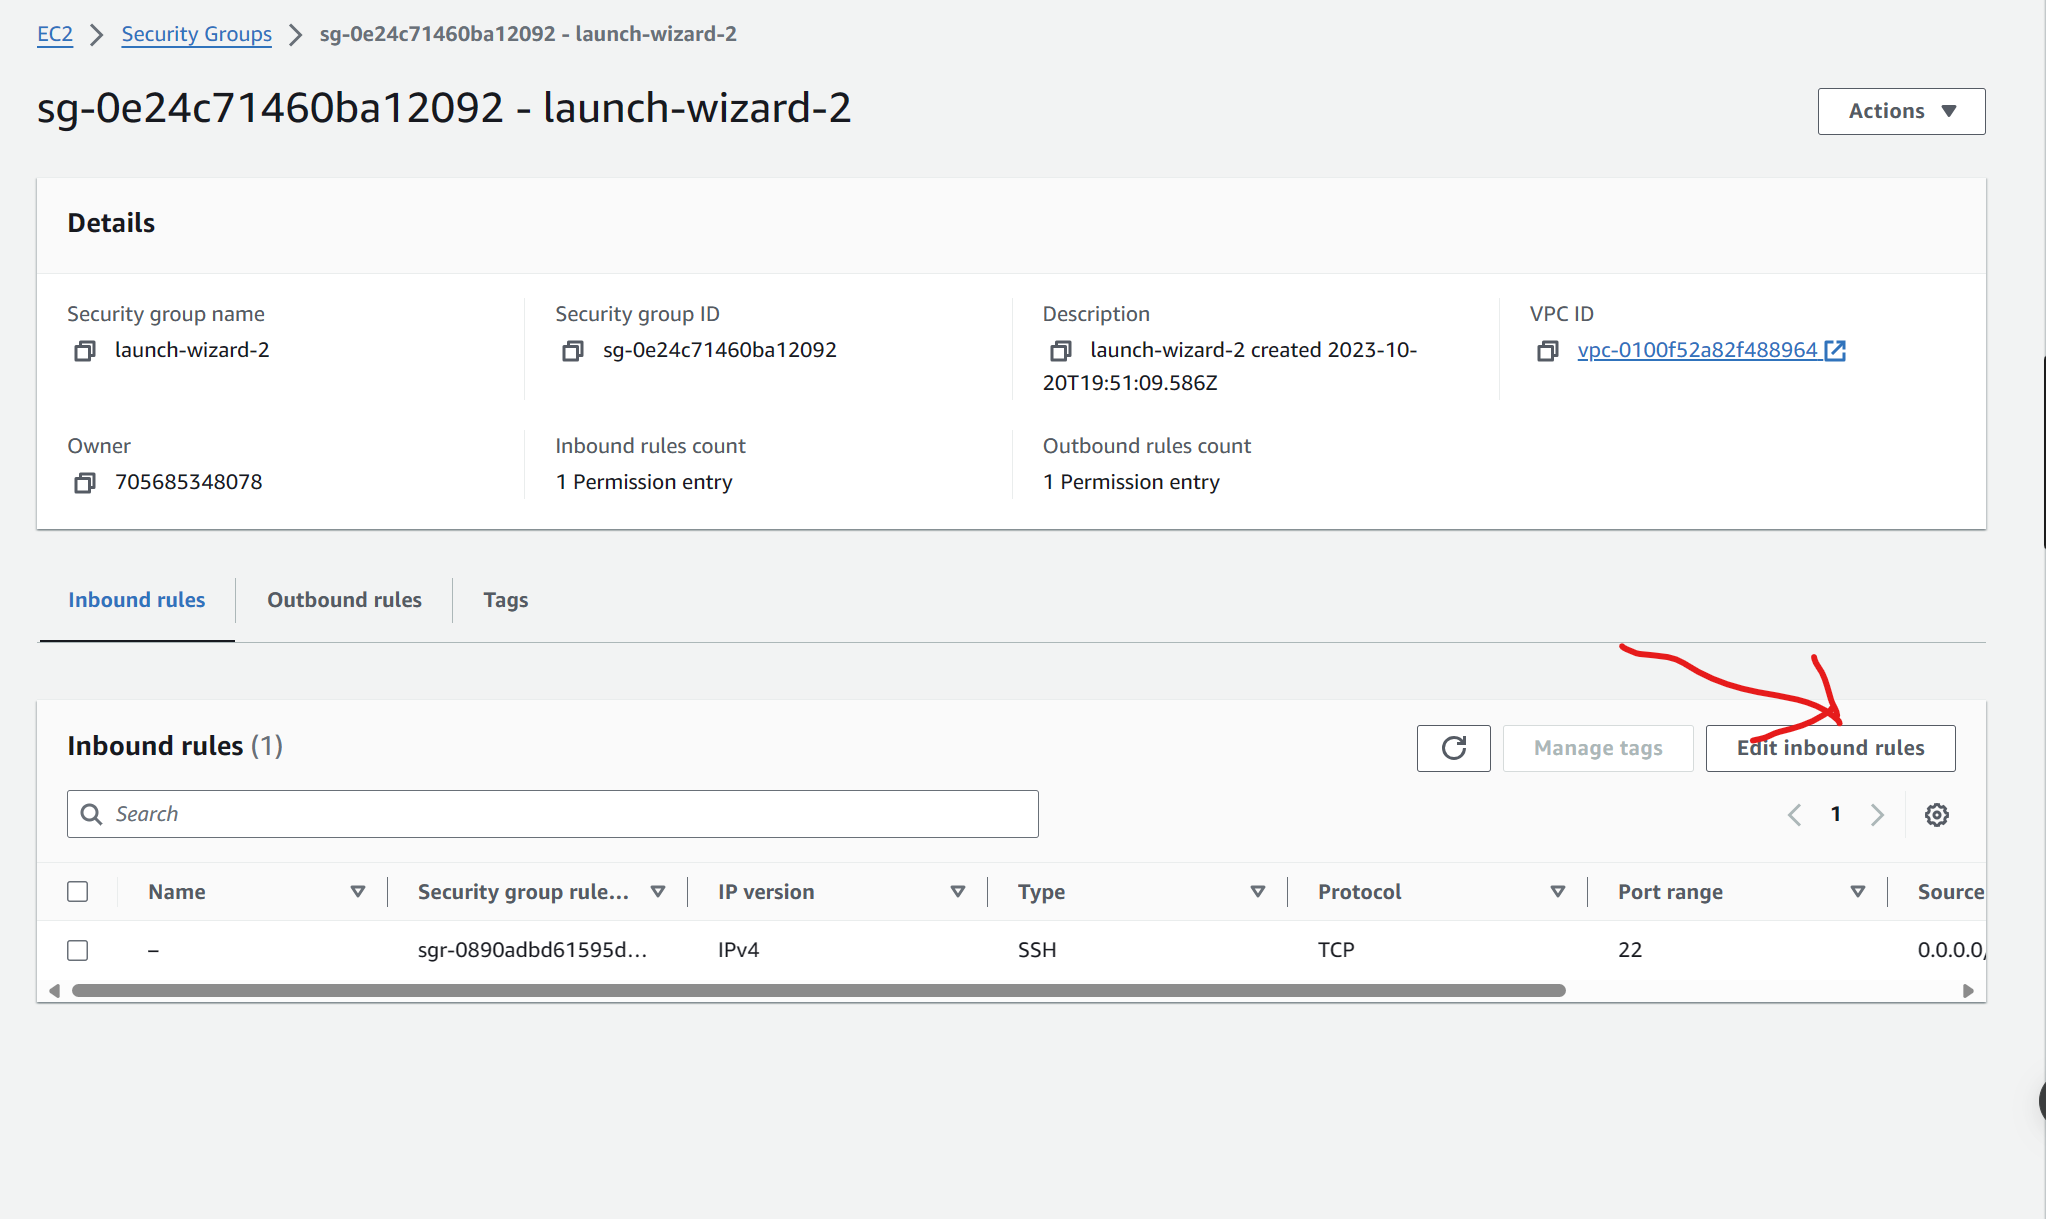 EC2 > Security Groups > sg-0e24c71460ba12092 - launch-wizard-2
sg-0e24c71460ba12092 - launch-wizard-2
Actions
Details
Security group name
launch-wizard-2
Security group ID
sg-0e24c71460ba12092
Description
launch-wizard-2 created 2023-10-
20T19:51:09.586Z
VPC ID
vpc-0100f52a82f488964
Owner
705685348078
Inbound rules count
1 Permission entry
Outbound rules count
1 Permission entry
Inbound rules
Outbound rules
Tags
Inbound rules (1)
Manage tags
Edit inbound rules
Search
1
Name
Security group rule...
IP version
Type
Protocol
Port range
Source
–
sgr-0890adbd61595d...
IPv4
SSH
TCP
22
0.0.0.0/